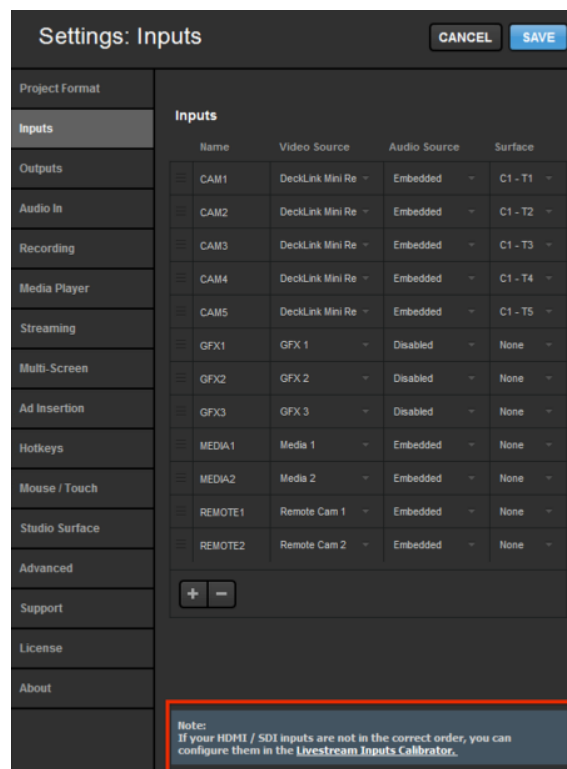 Settings: Inputs
CANCEL
SAVE
Project Format
Inputs
Outputs
Audio In
Recording
Media Player
Streaming
Multi-Screen
Ad Insertion
Hotkeys
Mouse / Touch
Studio Surface
Advanced
Support
License
About
Inputs
Name Video Source Audio Source Surface
CAM1 DeckLink Mini Re Embedded C1 - T1
CAM2 DeckLink Mini Re Embedded C1 - T2
CAM3 DeckLink Mini Re Embedded C1 - T3
CAM4 DeckLink Mini Re Embedded C1 - T4
CAM5 DeckLink Mini Re Embedded C1 - T5
GFX1 GFX 1 Disabled None
GFX2 GFX 2 Disabled None
GFX3 GFX 3 Disabled None
MEDIA1 Media 1 Embedded None
MEDIA2 Media 2 Embedded None
REMOTE1 Remote Cam 1 Embedded None
REMOTE2 Remote Cam 2 Embedded None
+ −
Note:
If your HDMI / SDI inputs are not in the correct order, you can
configure them in the Livestream Inputs Calibrator.